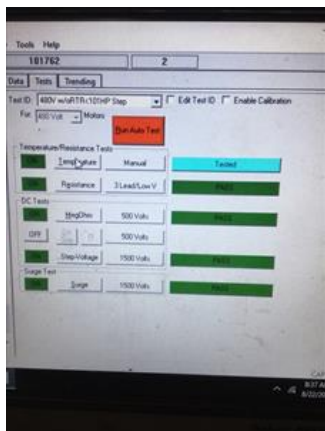 Tools Help
101762 2
Data Tests Trending
Test ID: 480V w/oRTR<101HP Step Edit Test ID Enable Calibration
For: 480 Volt Motors
Run Auto Test
Temperature/Resistance Tests
ON Temperature Manual Tested
ON Resistance 3 Lead/Low V PASS
DC Tests
ON MegOhm 500 Volts PASS
OFF 500 Volts
ON Step-Voltage 1500 Volts PASS
Surge Test
ON Surge 1500 Volts PASS
8:37 AM